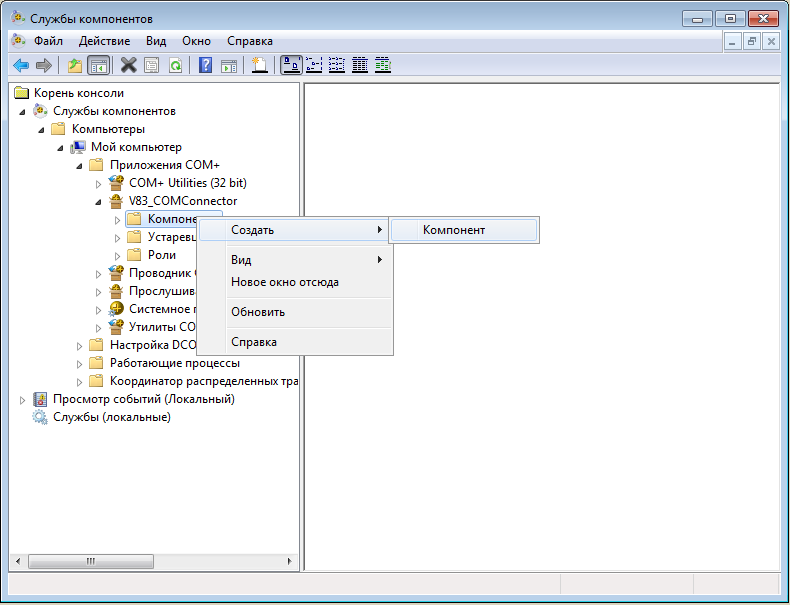 Службы компонентов
Файл Действие Вид Окно Справка
Корень консоли
Службы компонентов
Компьютеры
Мой компьютер
Приложения COM+
COM+ Utilities (32 bit)
V83_COMConnector
Компоне
Создать
Компонент
Устарев
Роли
Вид
Проводник
Новое окно отсюда
Прослушив
Системное
Обновить
Утилиты CO
Справка
Настройка DCO
Работающие процессы
Координатор распределенных тра
Просмотр событий (Локальный)
Службы (локальные)